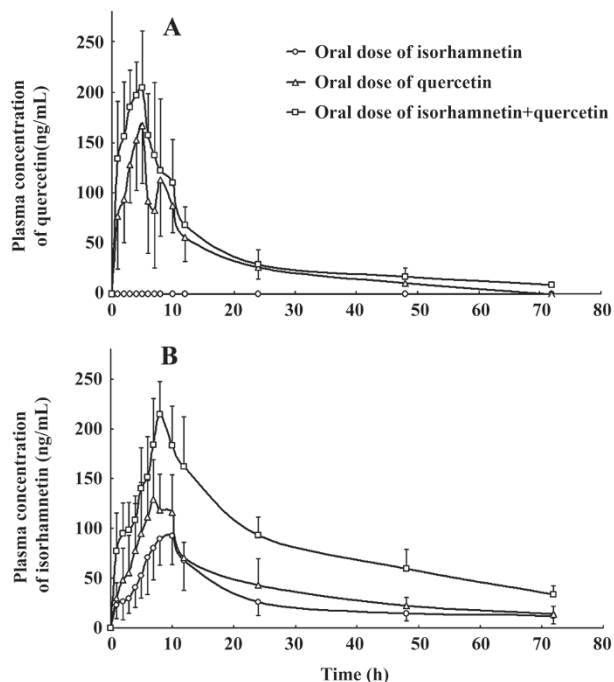 A
Oral dose of isorhamnetin
Oral dose of quercetin
Oral dose of isorhamnetin+quercetin
Plasma concentration
of quercetin(ng/mL)
250
200
150
100
50
0
0 10 20 30 40 50 60 70 80
B
Plasma concentration
of isorhamnetin (ng/mL)
250
200
150
100
50
0
0 10 20 30 40 50 60 70 80
Time (h)